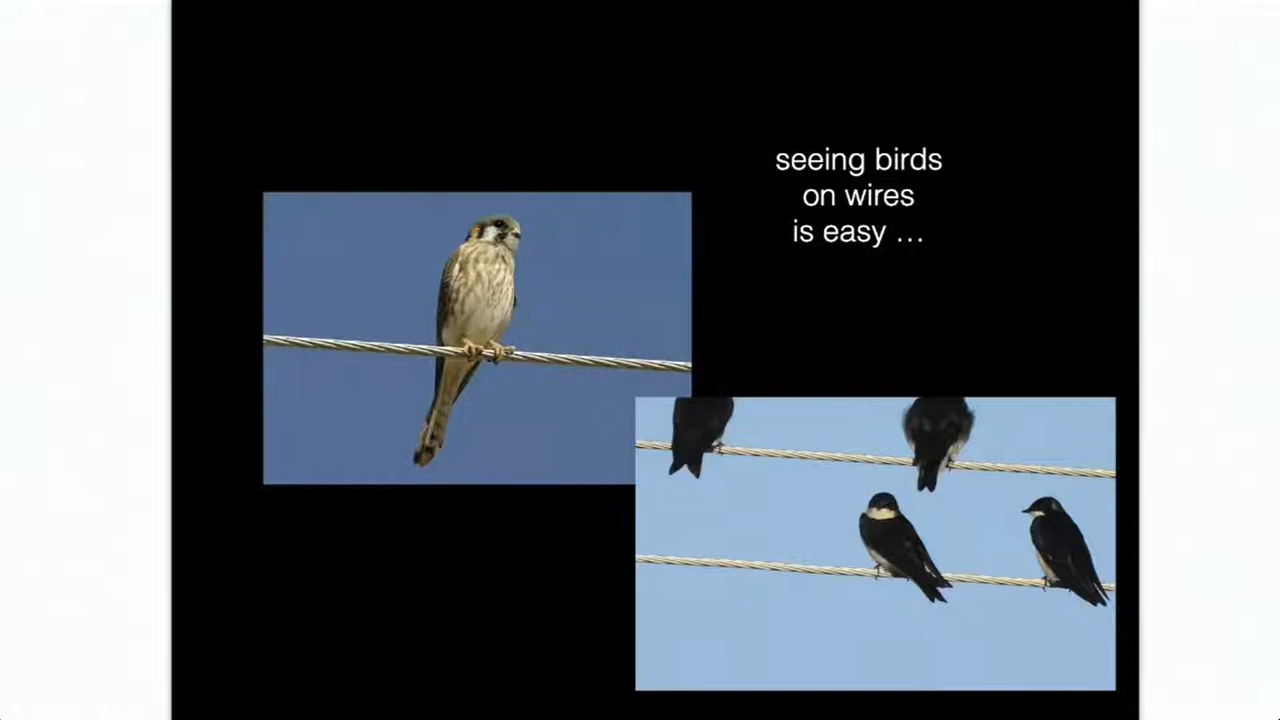 seeing birds
on wires
is easy …